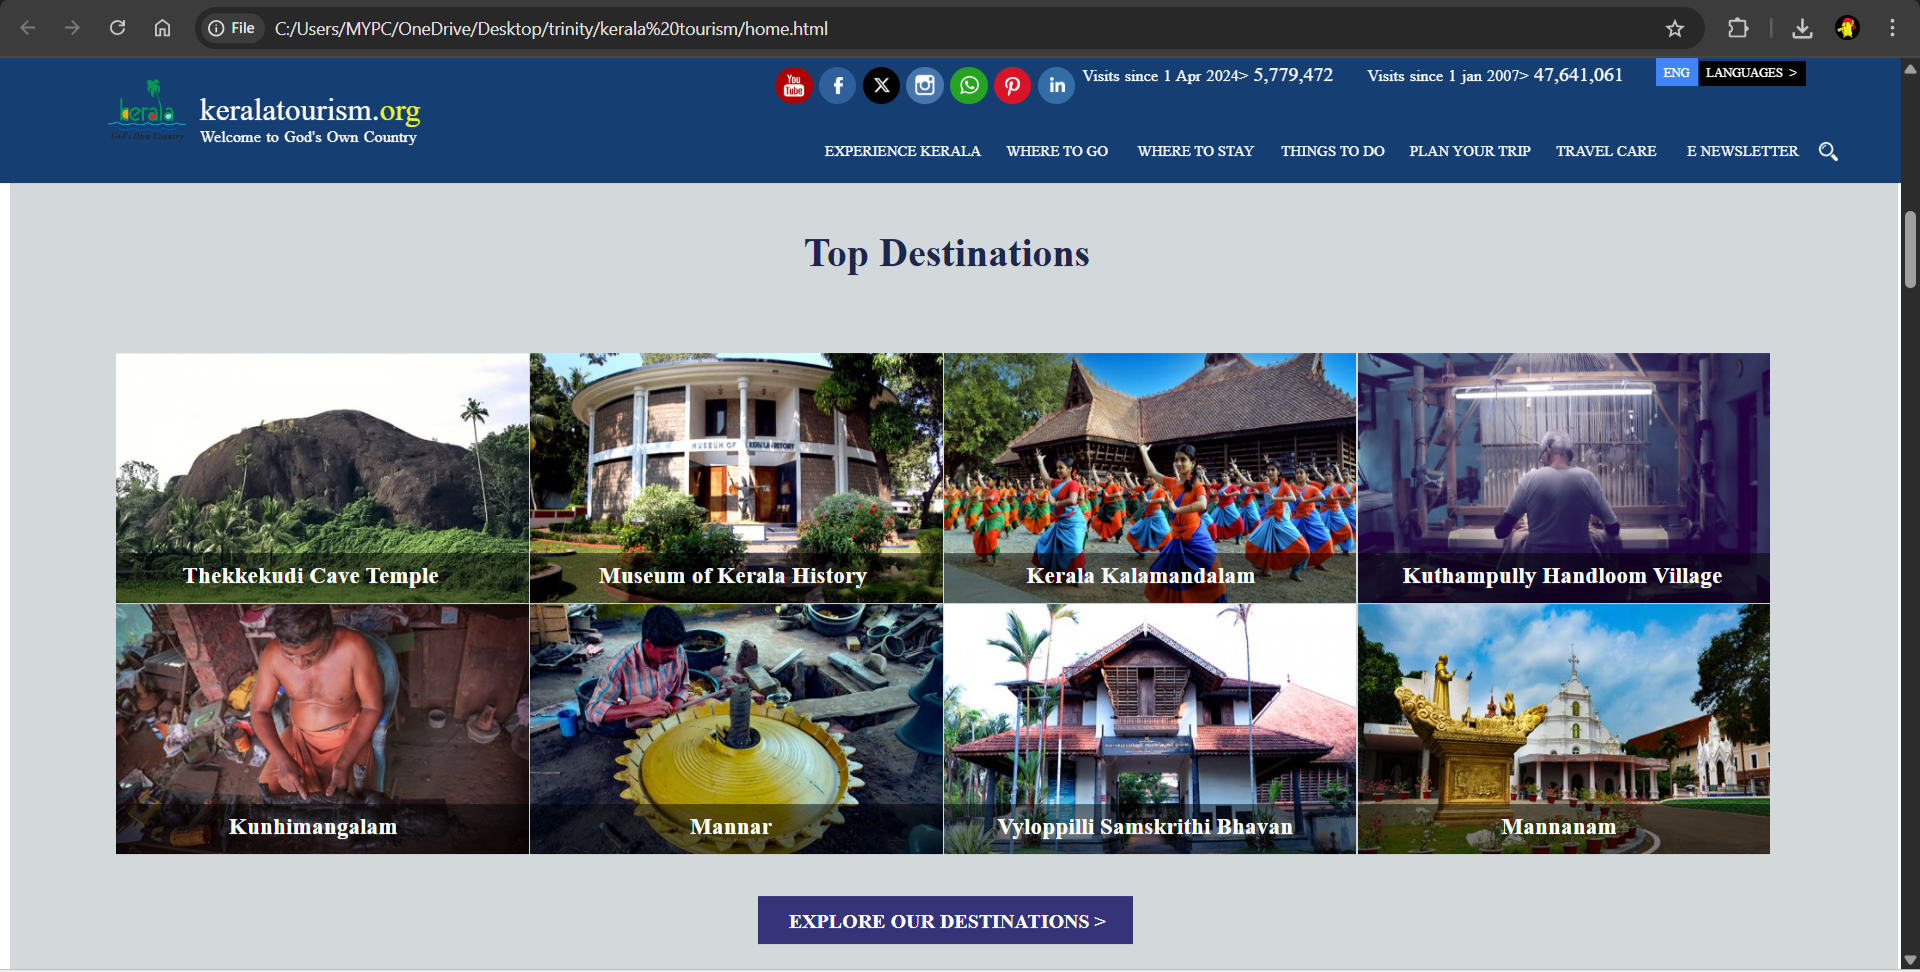 File C:/Users/MYPC/OneDrive/Desktop/trinity/kerala%20tourism/home.html
You Tube
Visits since 1 Apr 2024> 5,779,472 Visits since 1 jan 2007> 47,641,061 ENG LANGUAGES >
kerala
God's Own Country
keralatourism.org
Welcome to God's Own Country
EXPERIENCE KERALA WHERE TO GO WHERE TO STAY THINGS TO DO PLAN YOUR TRIP TRAVEL CARE E NEWSLETTER
Top Destinations
MUSEUM OF KERALA HISTORY
Thekkekudi Cave Temple Museum of Kerala History Kerala Kalamandalam Kuthampully Handloom Village
Kunhimangalam Mannar Vyloppilli Samskrithi Bhavan Mannanam
EXPLORE OUR DESTINATIONS >